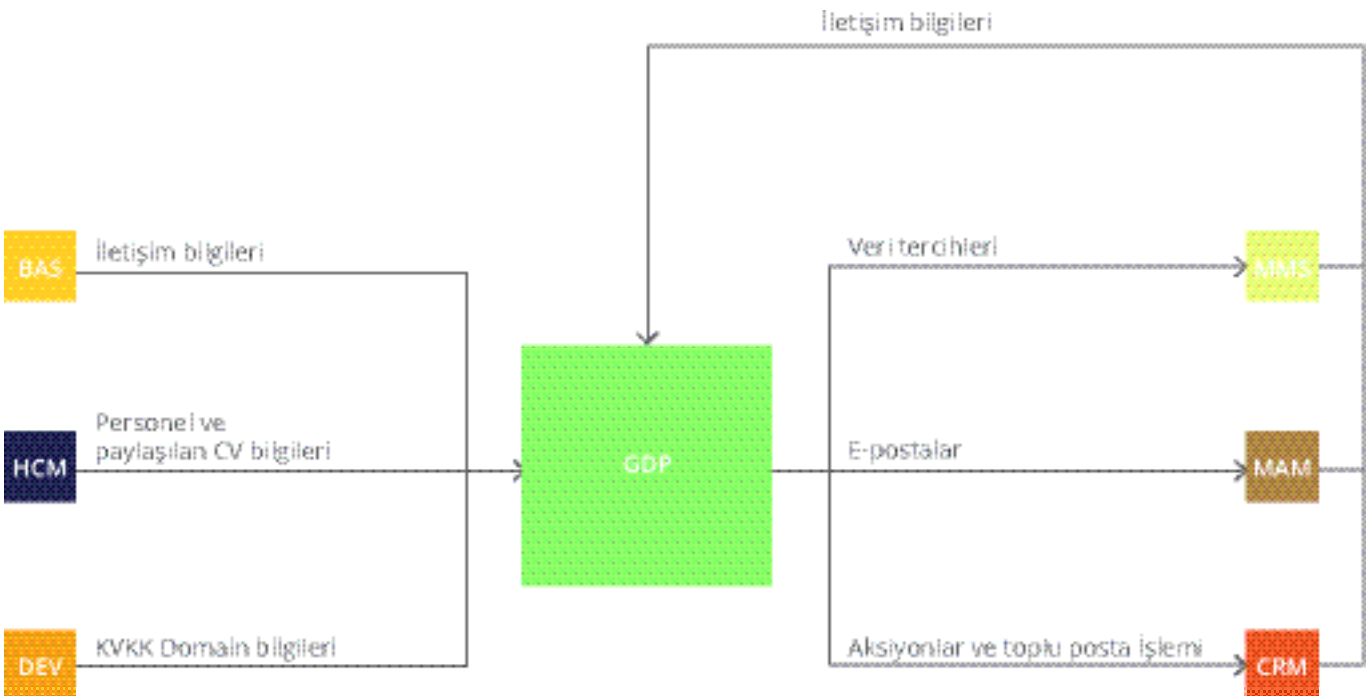 İletişim bilgileri
BAS
İletişim bilgileri
Veri tercihleri
MMS
HCM
Personel ve
paylaşılan CV bilgileri
GDP
E-postalar
MAM
DEV
KVKK Domain bilgileri
Aksiyonlar ve toplu posta işlemi
CRM